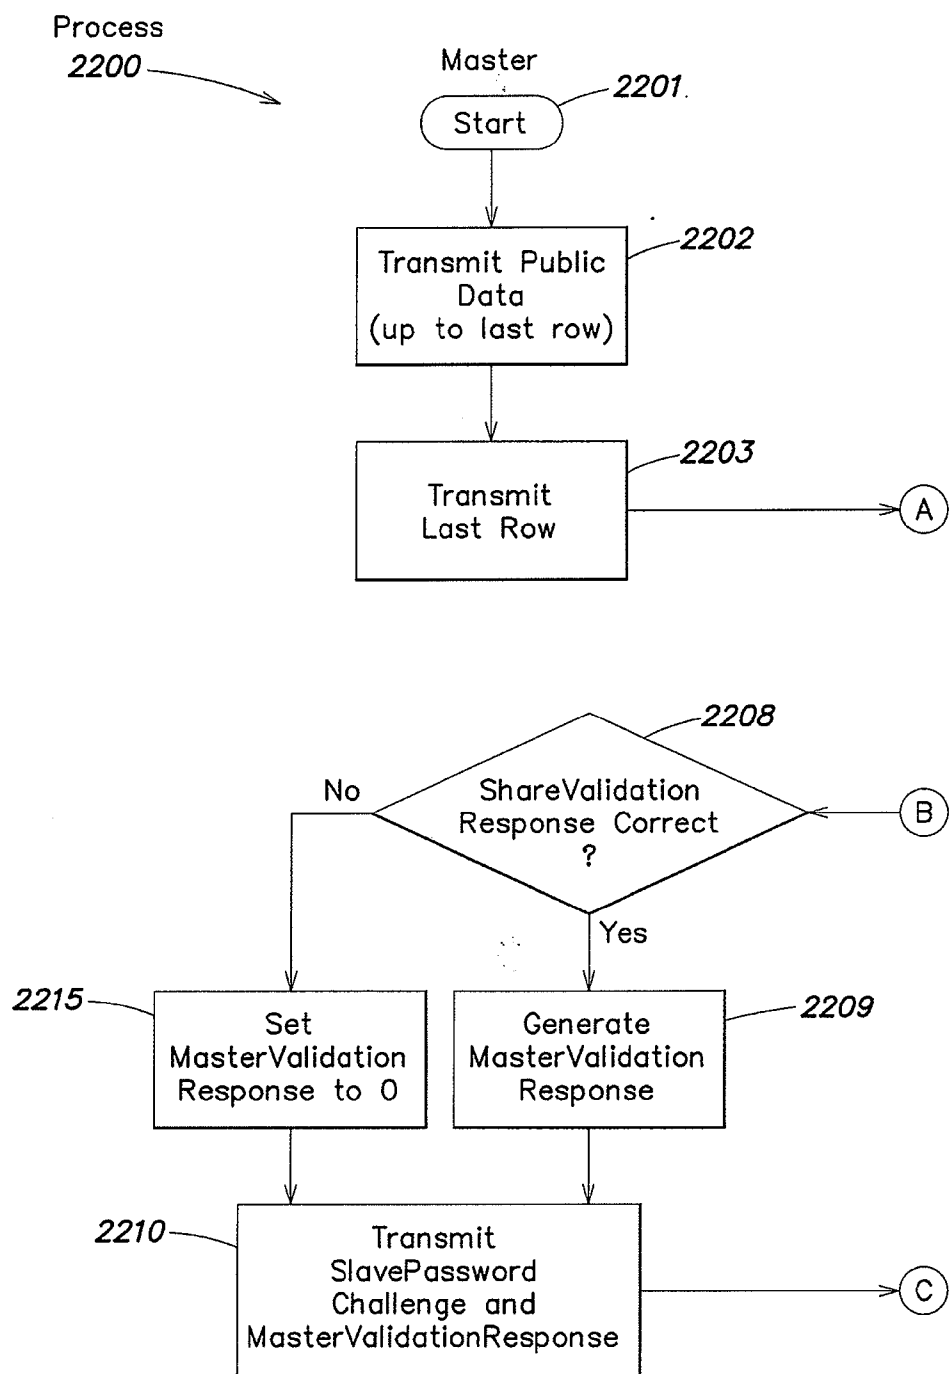 Process
2200
Master
2201
Start
2202
Transmit Public
Data
(up to last row)
2203
Transmit
Last Row
A
2208
No
ShareValidation
Response Correct
?
B
Yes
2215
Set
MasterValidation
Response to 0
Generate
MasterValidation
Response
2209
2210
Transmit
SlavePassword
Challenge and
MasterValidationResponse
C